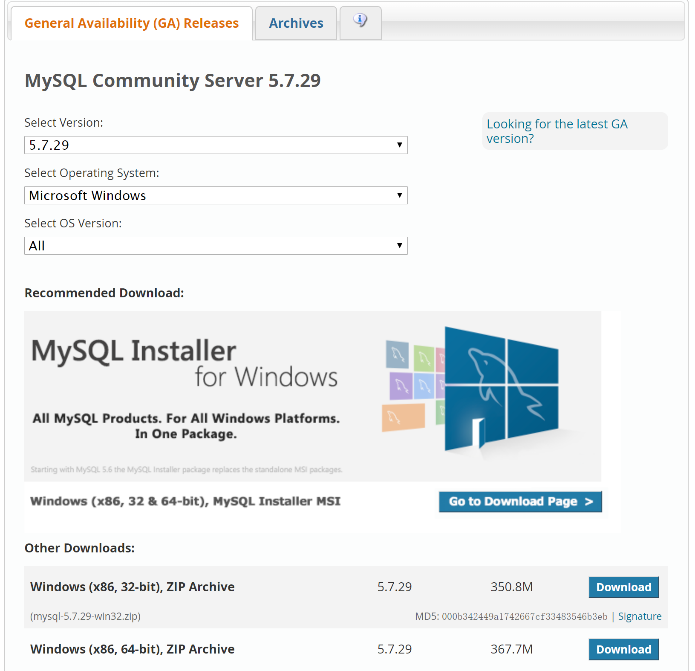 General Availability (GA) Releases
Archives
MySQL Community Server 5.7.29
Select Version:
5.7.29
Looking for the latest GA
version?
Select Operating System:
Microsoft Windows
Select OS Version:
All
Recommended Download:
MySQL Installer
for Windows
All MySQL Products. For All Windows Platforms.
In One Package.
Starting with MySQL 5.6 the MySQL Installer package replaces the standalone MSI packages.
Windows (x86, 32 & 64-bit), MySQL Installer MSI
Go to Download Page >
Other Downloads:
Windows (x86, 32-bit), ZIP Archive 5.7.29 350.8M Download
(mysql-5.7.29-win32.zip) MD5: 000b342449a1742667cf33483546b3eb | Signature
Windows (x86, 64-bit), ZIP Archive 5.7.29 367.7M Download